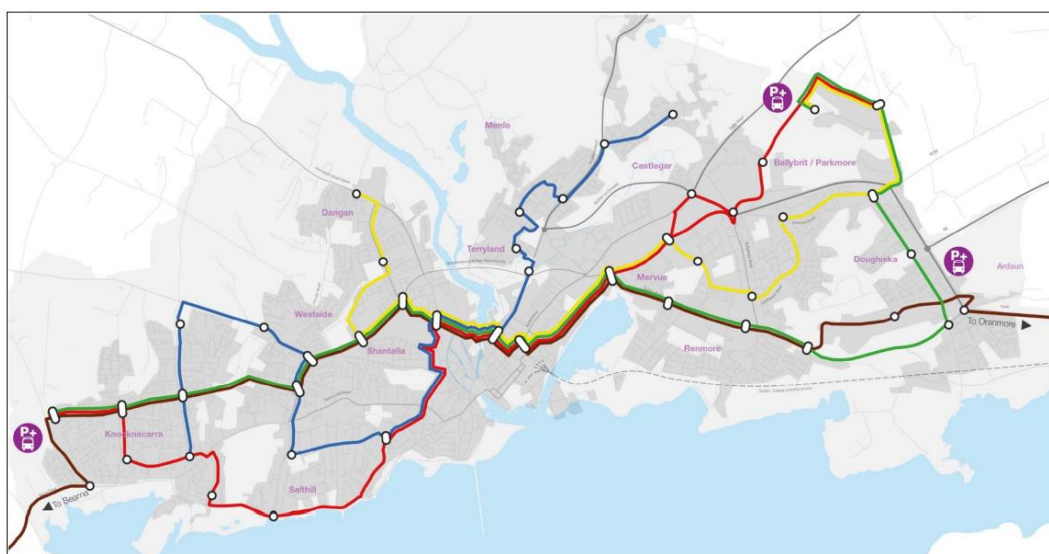 P+
Menlo
Castlegar
Ballybrit / Parkmore
Dangan
Terryland
Doughiska
P+
Ardaun
Mervue
Westside
To Oranmore
Shantalla
Renmore
P+
Knocknacarra
Salthill
To Bearna